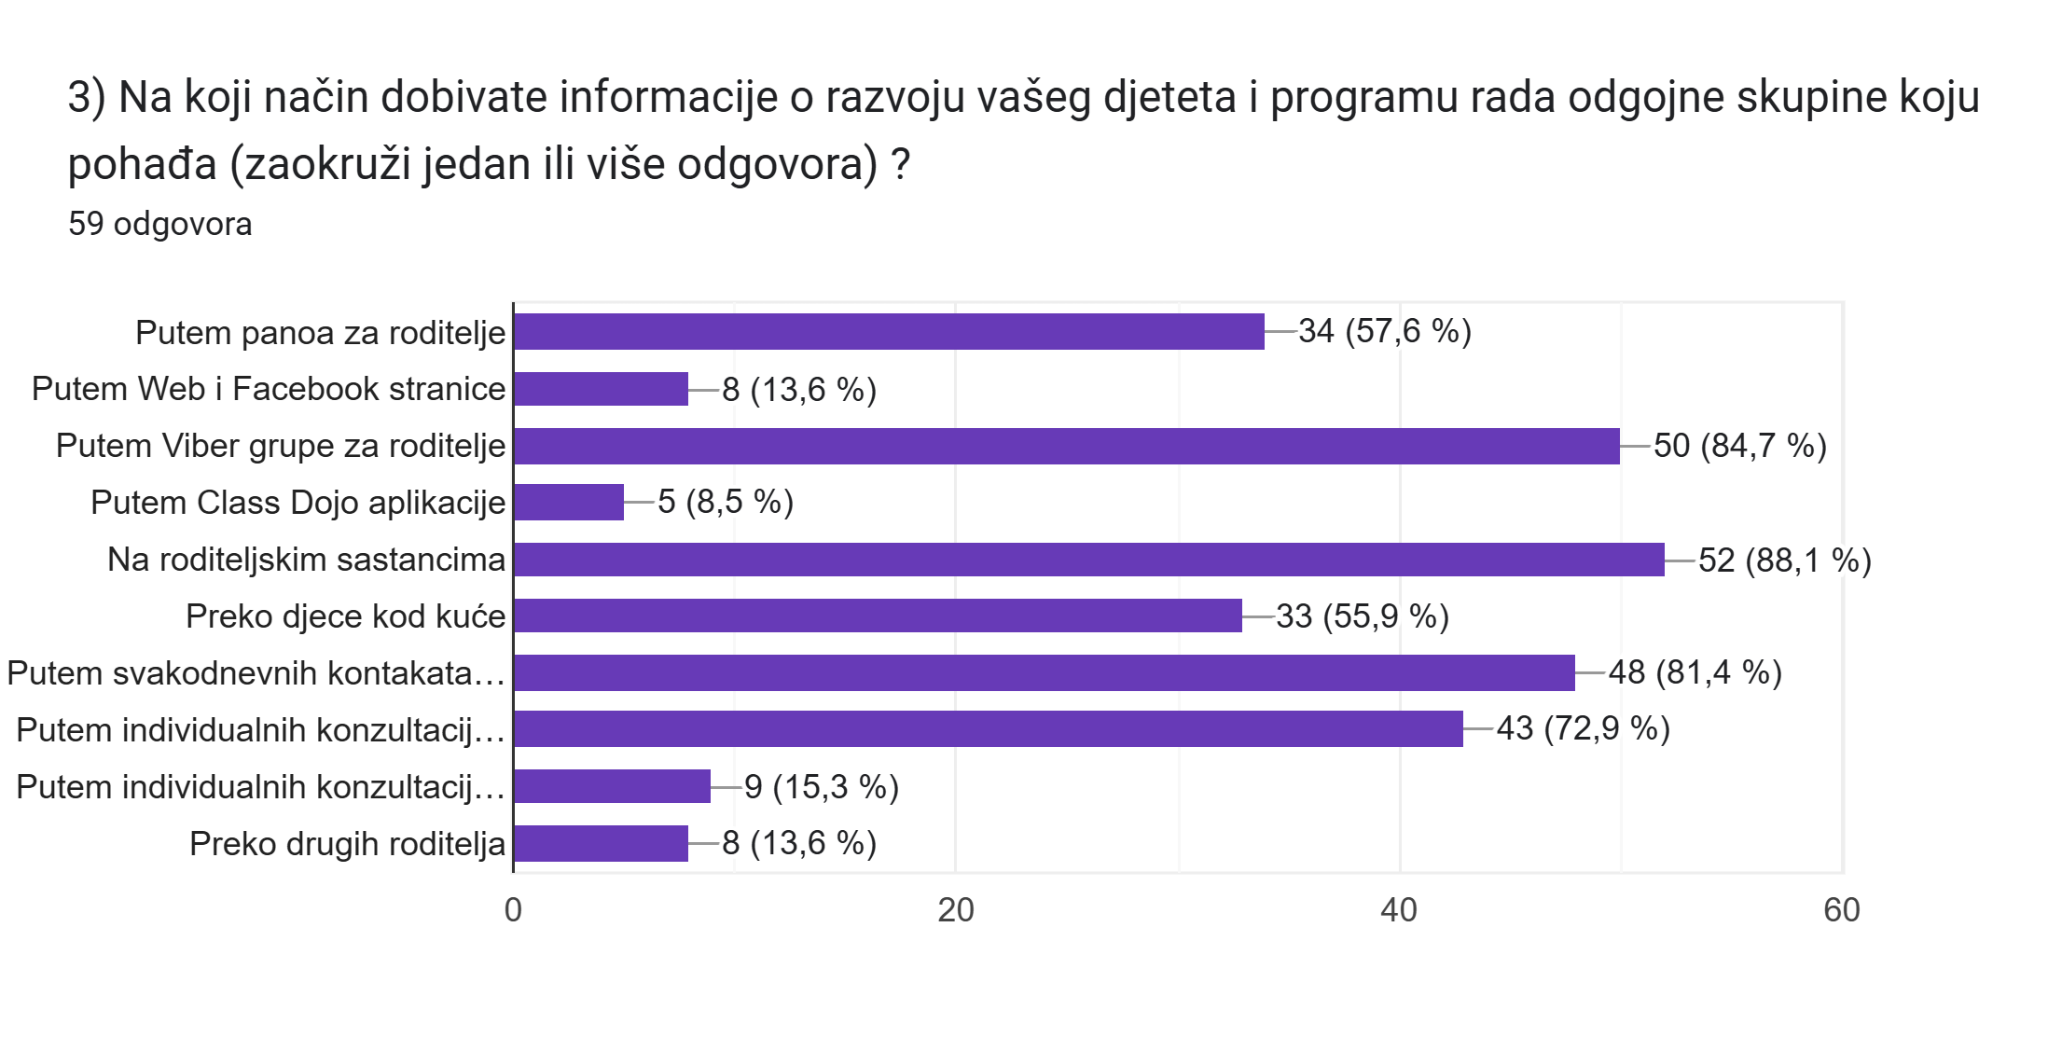 3) Na koji način dobivate informacije o razvoju vašeg djeteta i programu rada odgojne skupine koju
pohađa (zaokruži jedan ili više odgovora) ?
59 odgovora
Putem panoa za roditelje 34 (57,6 %)
Putem Web i Facebook stranice 8 (13,6 %)
Putem Viber grupe za roditelje 50 (84,7 %)
Putem Class Dojo aplikacije 5 (8,5 %)
Na roditeljskim sastancima 52 (88,1 %)
Preko djece kod kuće 33 (55,9 %)
Putem svakodnevnih kontakata… 48 (81,4 %)
Putem individualnih konzultacij… 43 (72,9 %)
Putem individualnih konzultacij… 9 (15,3 %)
Preko drugih roditelja 8 (13,6 %)
0 20 40 60